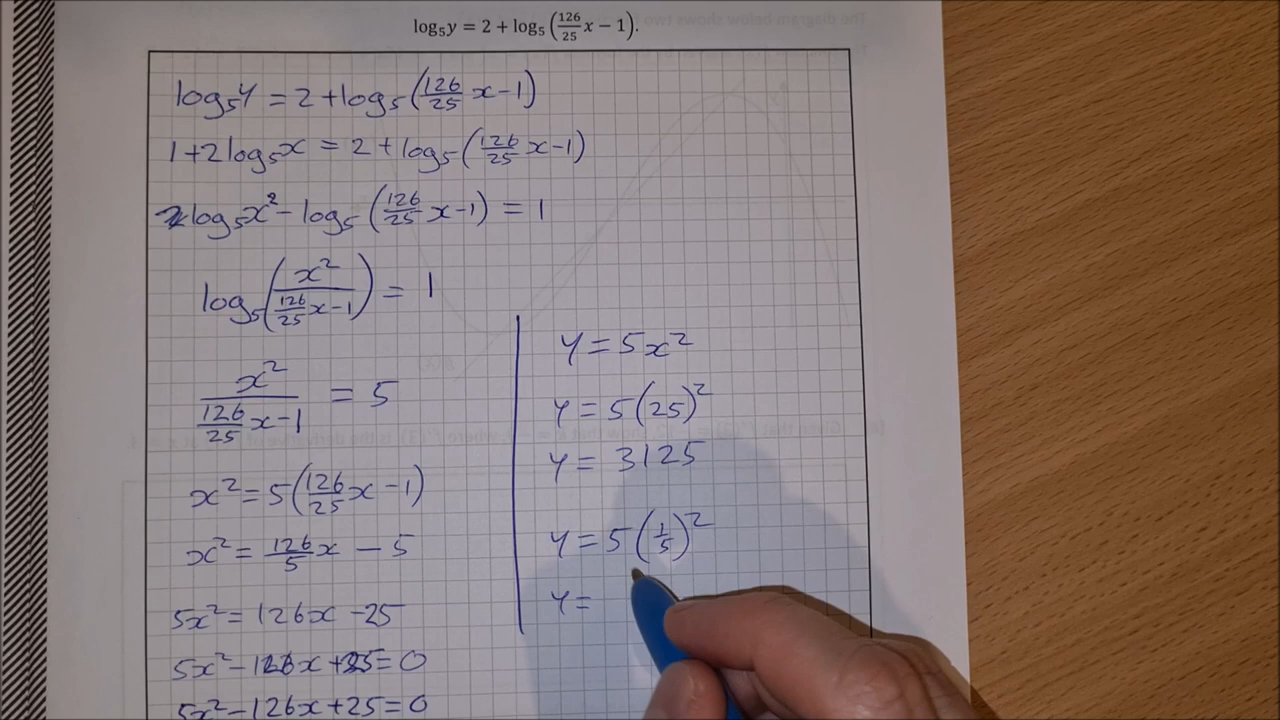 log₅y = 2 + log₅(126/25 x − 1).
log₅y = 2 + log₅(126/25 x − 1)
1 + 2log₅x = 2 + log₅(126/25 x − 1)
log₅x² − log₅(126/25 x − 1) = 1
log₅(x²/(126/25 x − 1)) = 1
x²/(126/25 x − 1) = 5
x² = 5(126/25 x − 1)
x² = 126/5 x − 5
5x² = 126x − 25
5x² − 126x + 25 = 0
5x² − 126x + 25 = 0
y = 5x²
y = 5(25)²
y = 3125
y = 5(1/5)²
y =